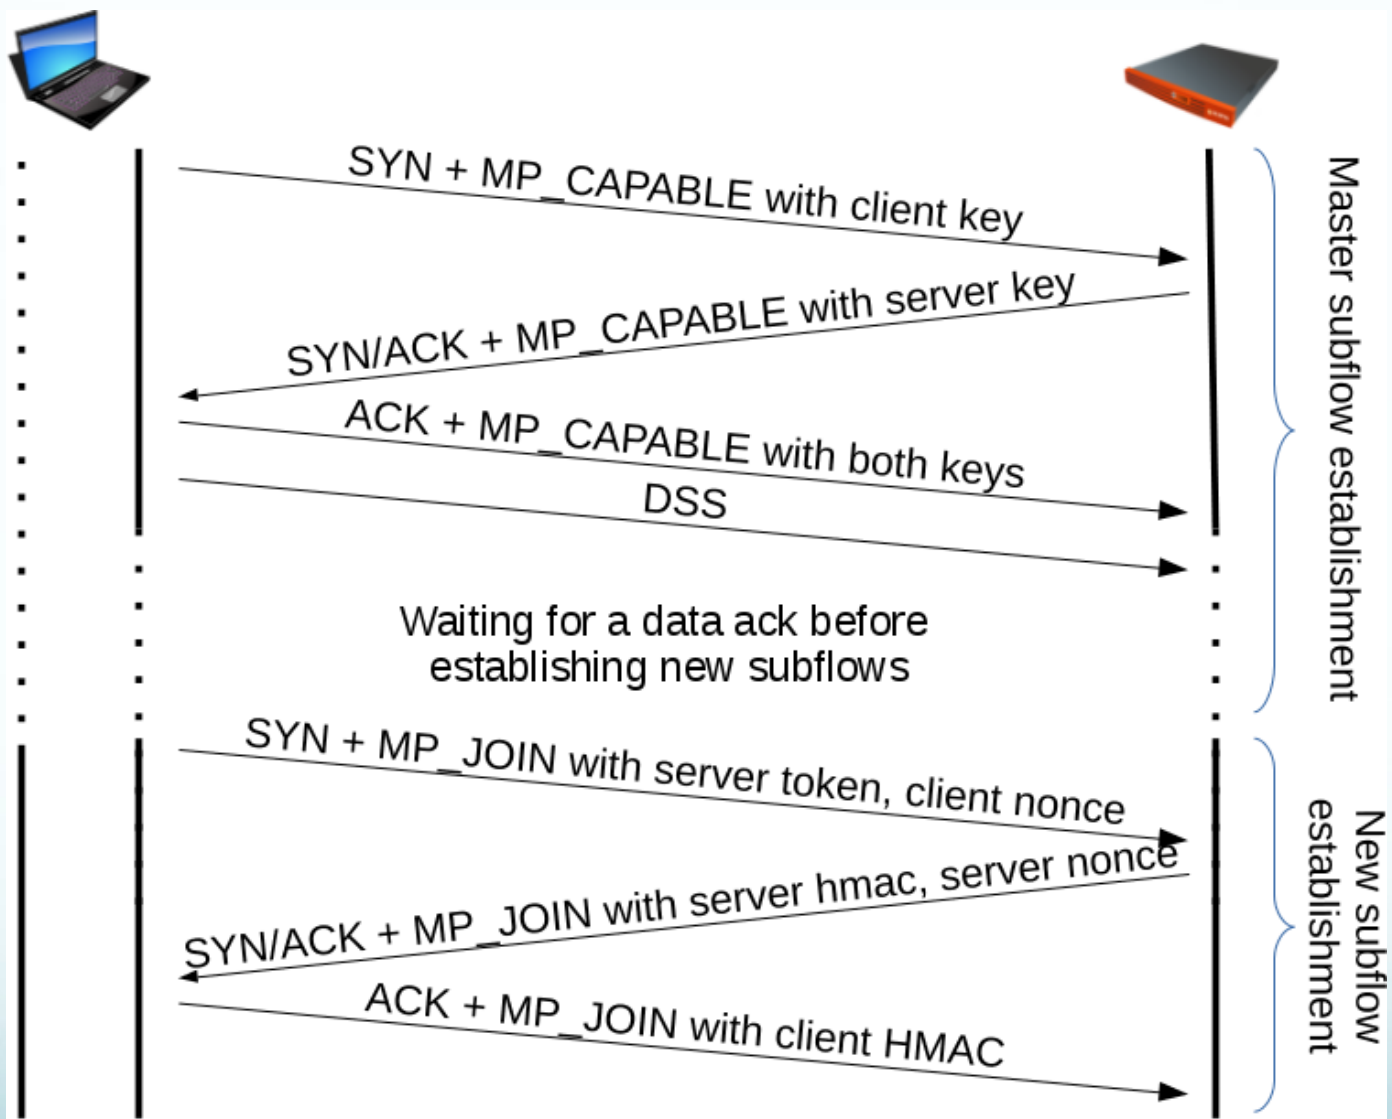 SYN + MP_CAPABLE with client key
SYN/ACK + MP_CAPABLE with server key
ACK + MP_CAPABLE with both keys
DSS
Waiting for a data ack before
establishing new subflows
Master subflow establishment
SYN + MP_JOIN with server token, client nonce
SYN/ACK + MP_JOIN with server hmac, server nonce
ACK + MP_JOIN with client HMAC
New subflow
establishment